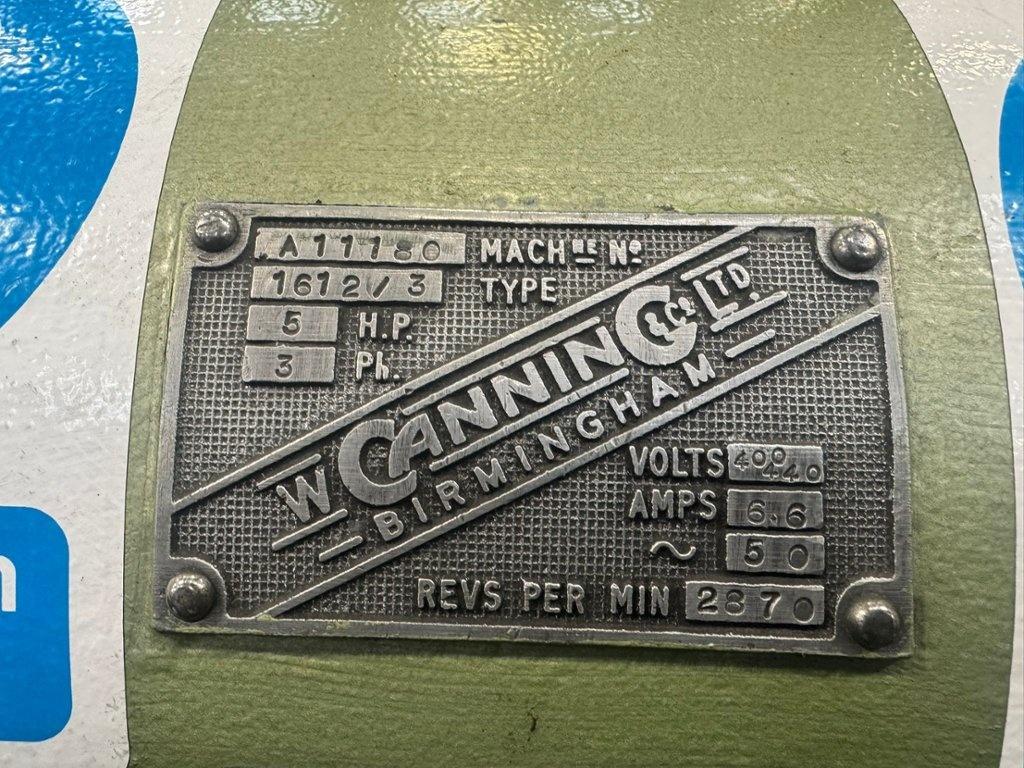 A11180 MACHNE No
1612/3 TYPE
5 H.P.
3 Ph.
W CANNING & Co LTD.
BIRMINGHAM
VOLTS 400/440
AMPS 6.6
~ 50
REVS PER MIN 2870
n